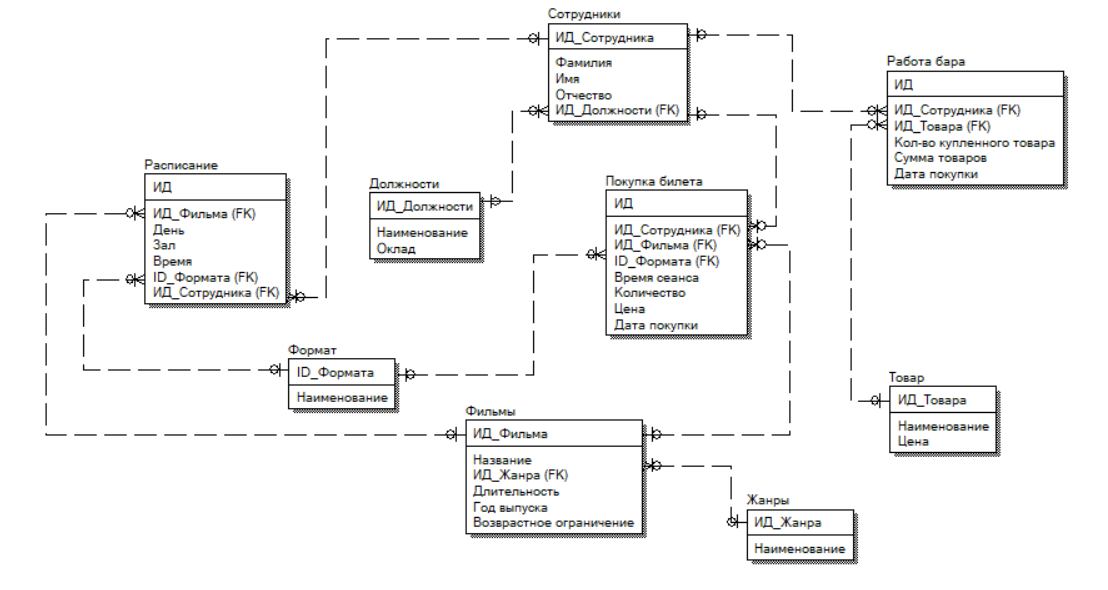 Сотрудники
ИД_Сотрудника
Фамилия
Имя
Отчество
ИД_Должности (FK)
Работа бара
ИД
ИД_Сотрудника (FK)
ИД_Товара (FK)
Кол-во купленного товара
Сумма товаров
Дата покупки
Расписание
ИД
ИД_Фильма (FK)
День
Зал
Время
ID_Формата (FK)
ИД_Сотрудника (FK)
Должности
ИД_Должности
Наименование
Оклад
Покупка билета
ИД
ИД_Сотрудника (FK)
ИД_Фильма (FK)
ID_Формата (FK)
Время сеанса
Количество
Цена
Дата покупки
Формат
ID_Формата
Наименование
Товар
ИД_Товара
Наименование
Цена
Фильмы
ИД_Фильма
Название
ИД_Жанра (FK)
Длительность
Год выпуска
Возврастное ограничение
Жанры
ИД_Жанра
Наименование